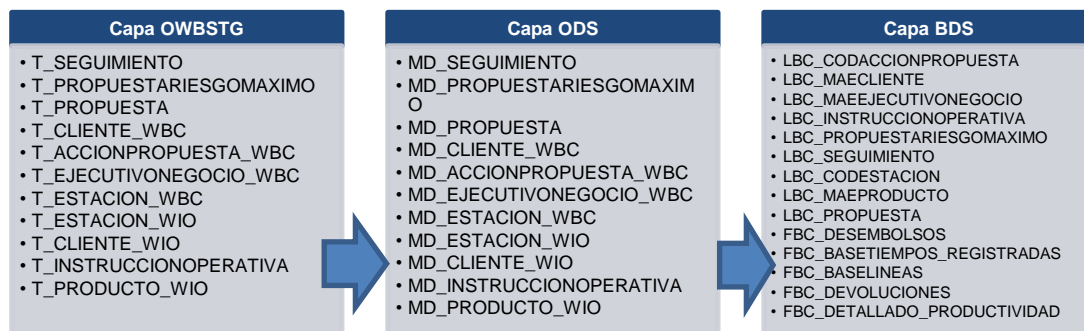 Capa OWBSTG
• T_SEGUIMIENTO
• T_PROPUESTARIESGOMAXIMO
• T_PROPUESTA
• T_CLIENTE_WBC
• T_ACCIONPROPUESTA_WBC
• T_EJECUTIVONEGOCIO_WBC
• T_ESTACION_WBC
• T_ESTACION_WIO
• T_CLIENTE_WIO
• T_INSTRUCCIONOPERATIVA
• T_PRODUCTO_WIO
Capa ODS
• MD_SEGUIMIENTO
• MD_PROPUESTARIESGOMAXIM
O
• MD_PROPUESTA
• MD_CLIENTE_WBC
• MD_ACCIONPROPUESTA_WBC
• MD_EJECUTIVONEGOCIO_WBC
• MD_ESTACION_WBC
• MD_ESTACION_WIO
• MD_CLIENTE_WIO
• MD_INSTRUCCIONOPERATIVA
• MD_PRODUCTO_WIO
Capa BDS
• LBC_CODACCIONPROPUESTA
• LBC_MAECLIENTE
• LBC_MAEEJECUTIVONEGOCIO
• LBC_INSTRUCCIONOPERATIVA
• LBC_PROPUESTARIESGOMAXIMO
• LBC_SEGUIMIENTO
• LBC_CODESTACION
• LBC_MAEPRODUCTO
• LBC_PROPUESTA
• FBC_DESEMBOLSOS
• FBC_BASETIEMPOS_REGISTRADAS
• FBC_BASELINEAS
• FBC_DEVOLUCIONES
• FBC_DETALLADO_PRODUCTIVIDAD